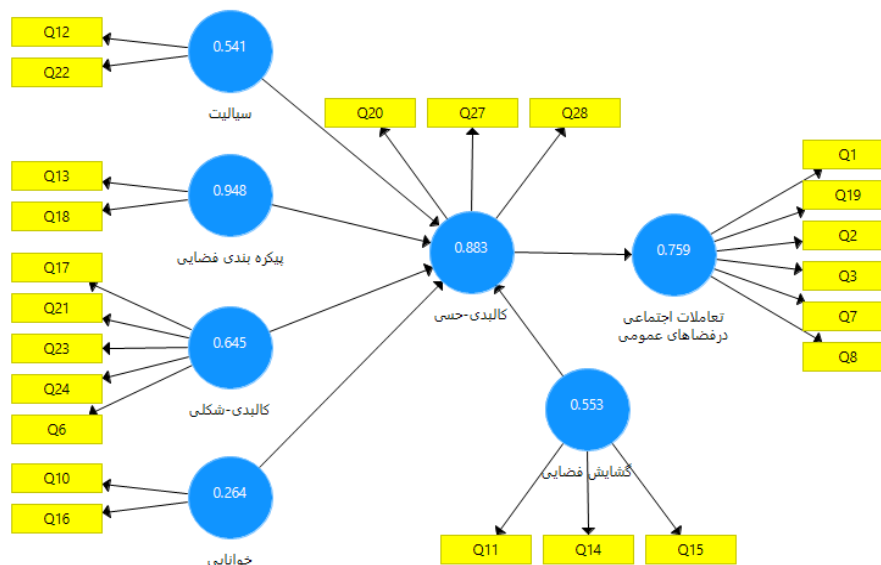 Q12
Q22
0.541
سیالیت
Q20
Q27
Q28
Q13
Q18
0.948
پیکره بندی فضایی
0.883
کالبدی-حسی
0.759
تعاملات اجتماعی
درفضاهای عمومی
Q1
Q19
Q2
Q3
Q7
Q8
Q17
Q21
Q23
Q24
Q6
0.645
کالبدی-شکلی
0.553
گشایش فضایی
Q10
Q16
0.264
خوانایی
Q11
Q14
Q15